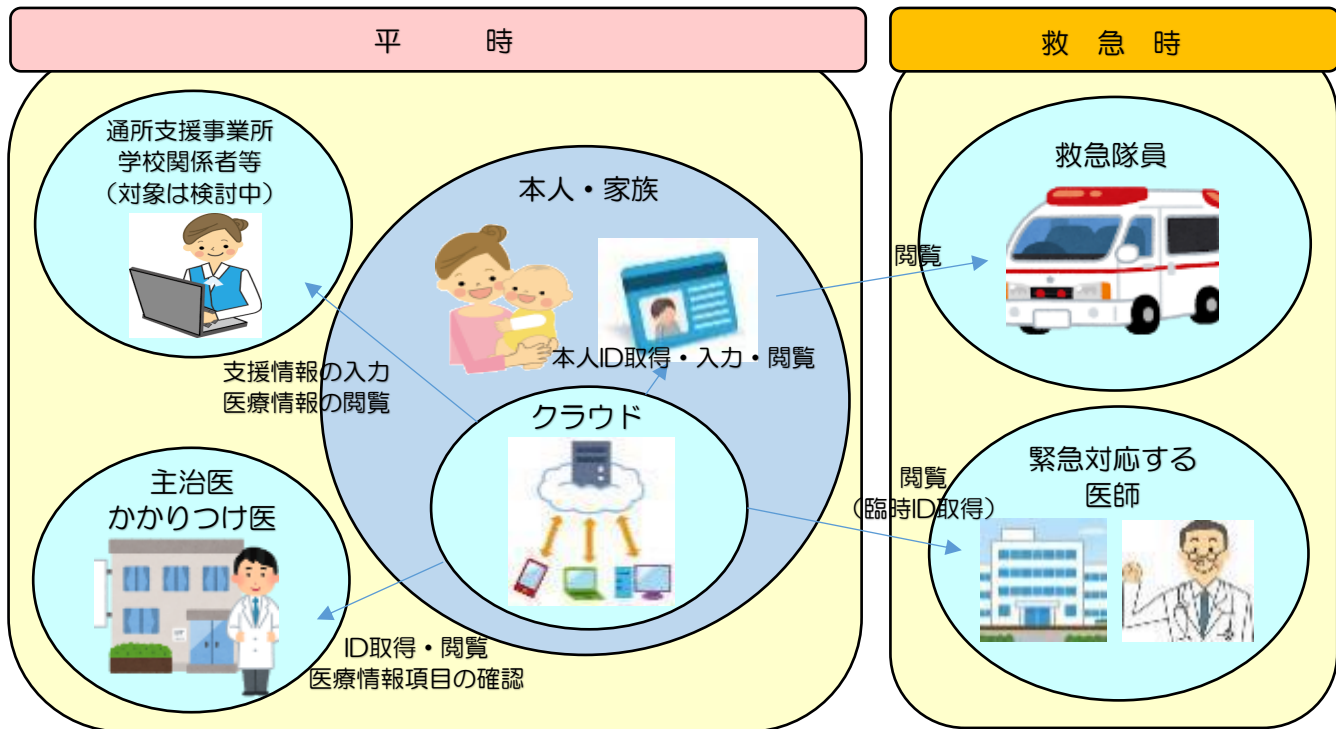 平　　時
救　急　時
通所支援事業所
学校関係者等
（対象は検討中）
本人・家族
救急隊員
閲覧
本人ID取得・入力・閲覧
支援情報の入力
医療情報の閲覧
クラウド
主治医
かかりつけ医
緊急対応する
医師
閲覧
（臨時ID取得）
ID取得・閲覧
医療情報項目の確認